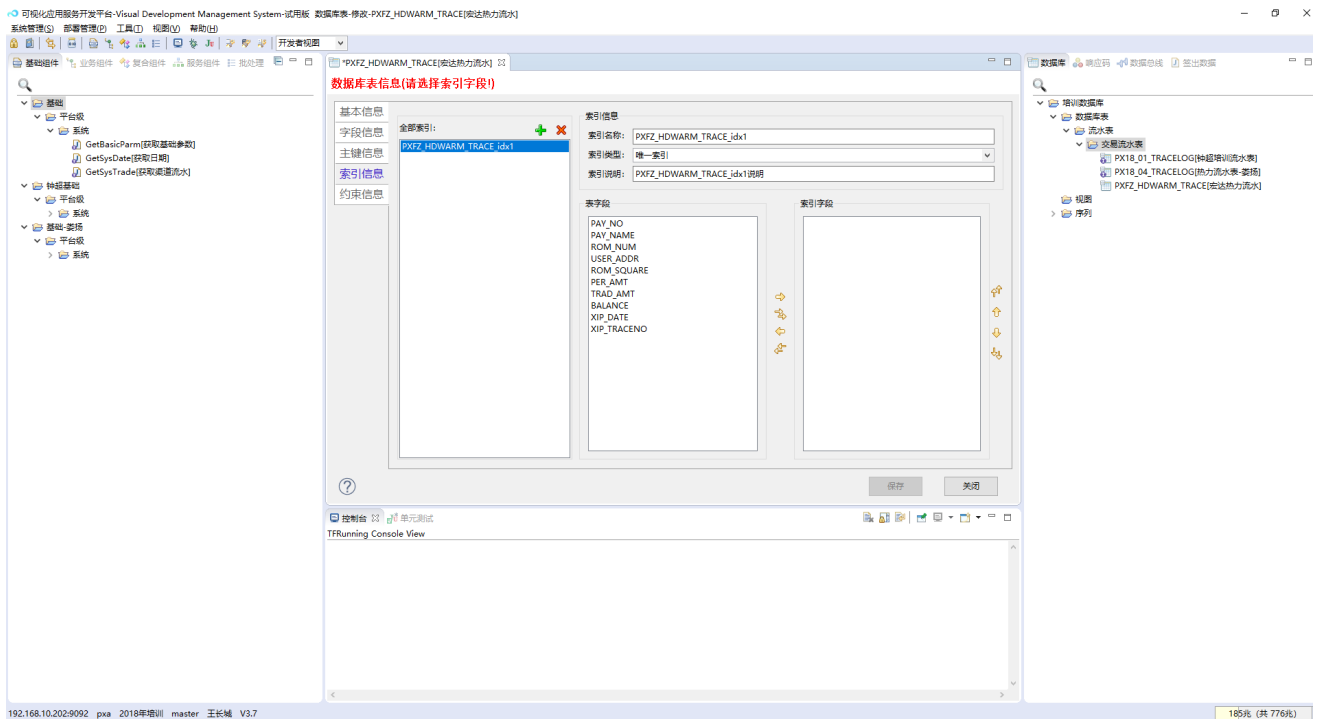 可视化应用服务开发平台-Visual Development Management System-试用版 数据库表-修改-PXFZ_HDWARM_TRACE[宏达热力流水]
系统管理(S) 部署管理(P) 工具(T) 视图(V) 帮助(H)
开发者视图
基础组件 业务组件 复合组件 服务组件 批处理
基础
平台级
系统
GetBasicParm[获取基础参数]
GetSysDate[获取日期]
GetSysTrade[获取渠道流水]
钟超基础
平台级
系统
基础-娄扬
平台级
系统
*PXFZ_HDWARM_TRACE[宏达热力流水]
数据库表信息(请选择索引字段!)
基本信息
字段信息
主键信息
索引信息
约束信息
全部索引:
PXFZ_HDWARM_TRACE_idx1
索引信息
索引名称: PXFZ_HDWARM_TRACE_idx1
索引类型: 唯一索引
索引说明: PXFZ_HDWARM_TRACE_idx1说明
表字段
PAY_NO
PAY_NAME
ROM_NUM
USER_ADDR
ROM_SQUARE
PER_AMT
TRAD_AMT
BALANCE
XIP_DATE
XIP_TRACENO
索引字段
保存 关闭
控制台 单元测试
TFRunning Console View
数据库 响应码 数据总线 签出数据
培训数据库
数据库表
流水表
交易流水表
PX18_01_TRACELOG[钟超培训流水表]
PX18_04_TRACELOG[热力流水表-娄扬]
PXFZ_HDWARM_TRACE[宏达热力流水]
视图
序列
192.168.10.202:9092 pxa 2018年培训 master 王长城 V3.7
185兆 (共 776兆)